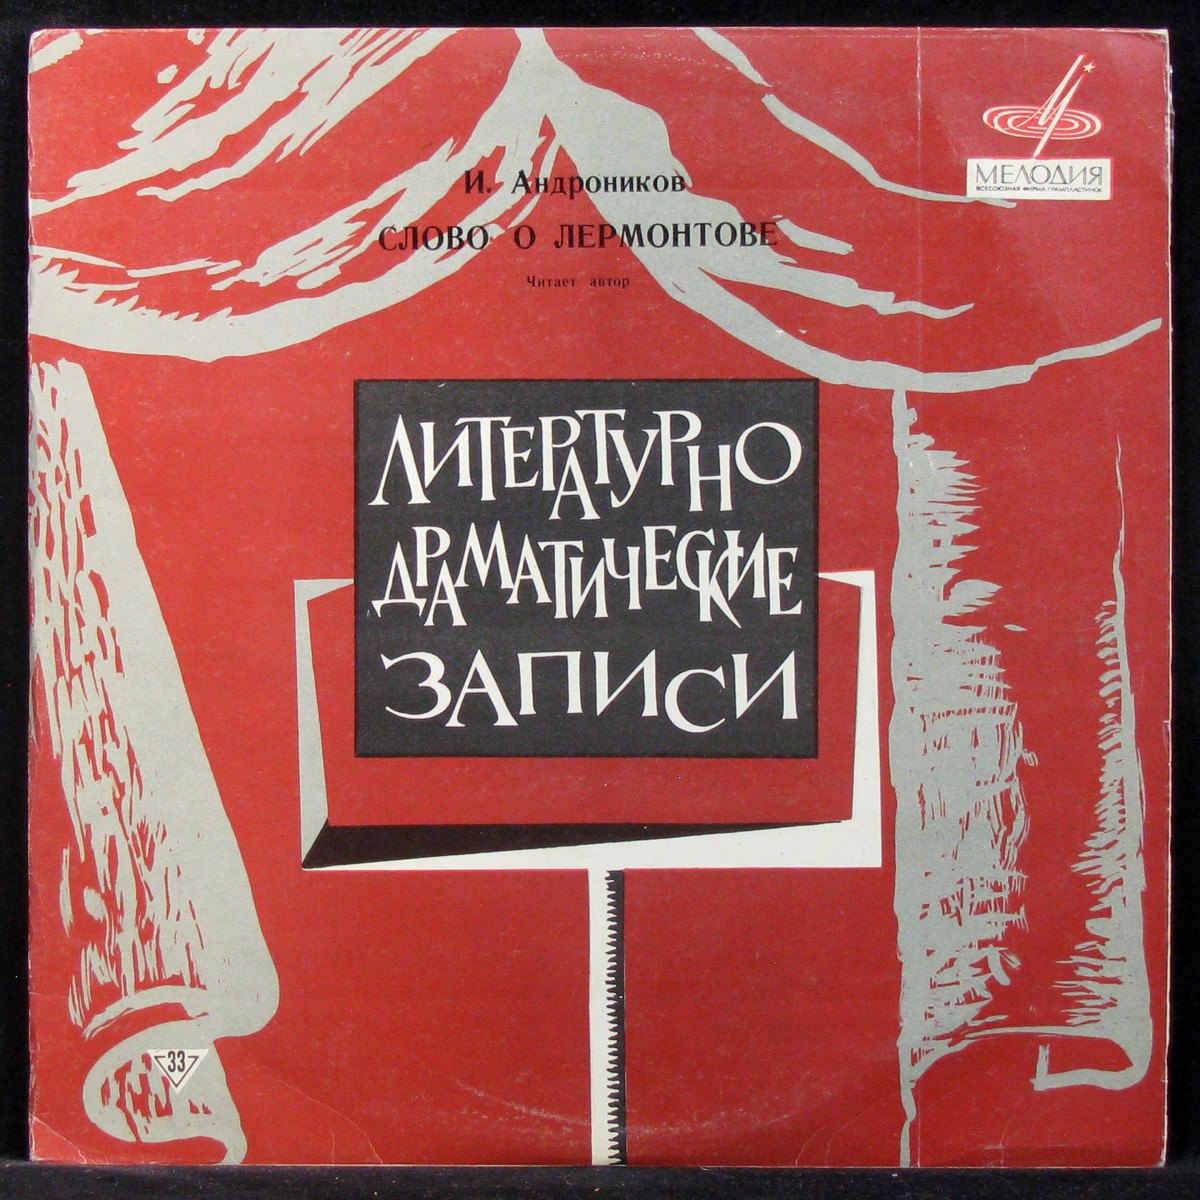 И. Андроников
СЛОВО О ЛЕРМОНТОВЕ
Читает автор
МЕЛОДИЯ
ВСЕСОЮЗНАЯ ФИРМА ГРАМПЛАСТИНОК
ЛИТЕРАТУРНО
ДРАМАТИЧЕСКИЕ
ЗАПИСИ
33